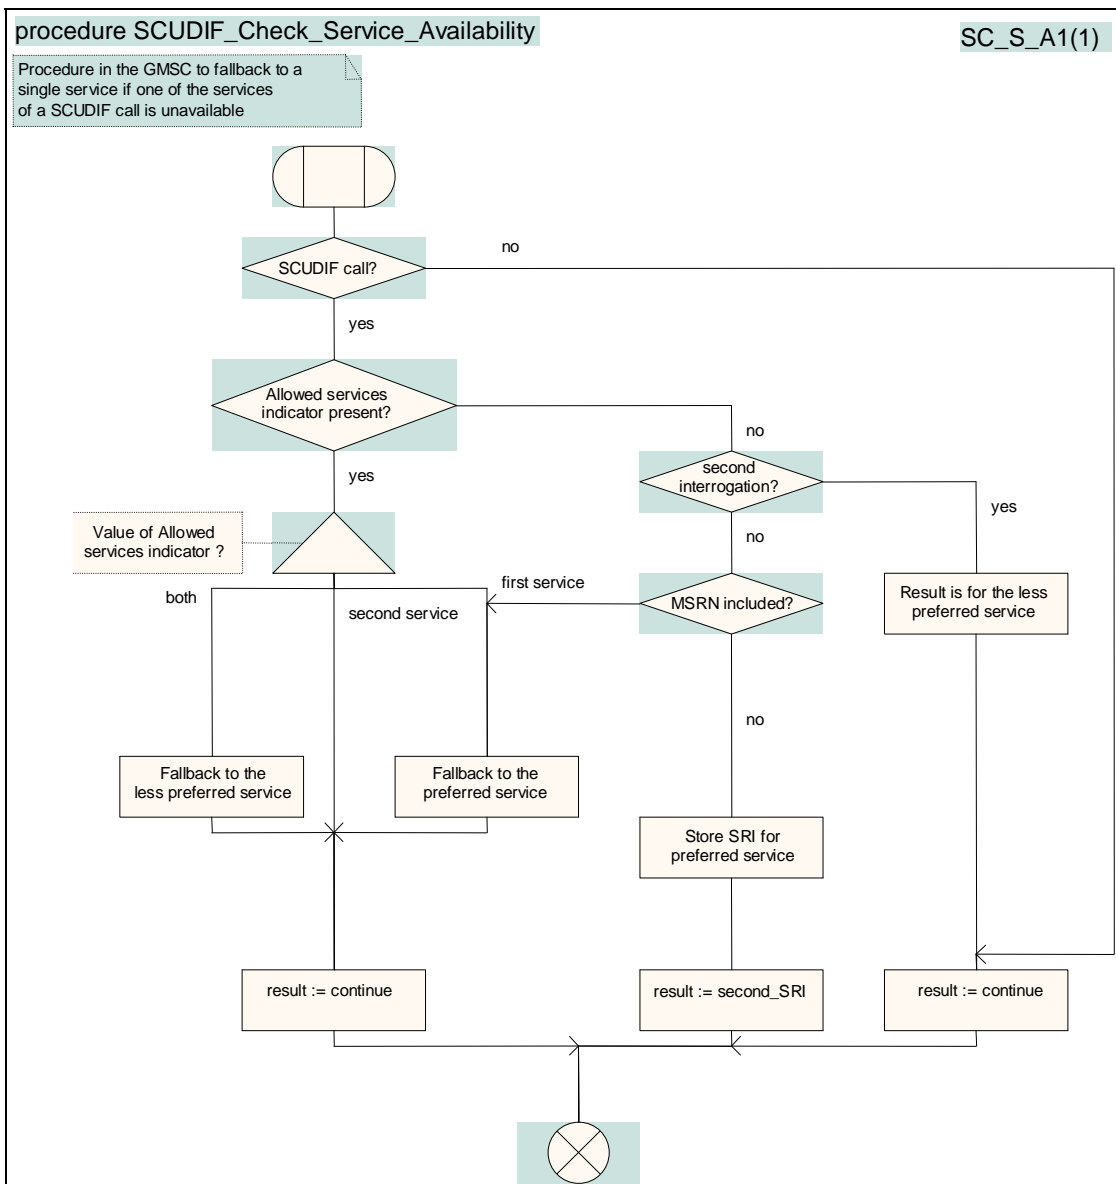 procedure SCUDIF_Check_Service_Availability
SC_S_A1(1)
Procedure in the GMSC to fallback to a
single service if one of the services
of a SCUDIF call is unavailable
no
SCUDIF call?
yes
Allowed services
indicator present?
no
yes
second
interrogation?
yes
Value of Allowed
services indicator ?
no
both
first service
second service
MSRN included?
Result is for the less
preferred service
no
Fallback to the
less preferred service
Fallback to the
preferred service
Store SRI for
preferred service
result := continue
result := second_SRI
result := continue